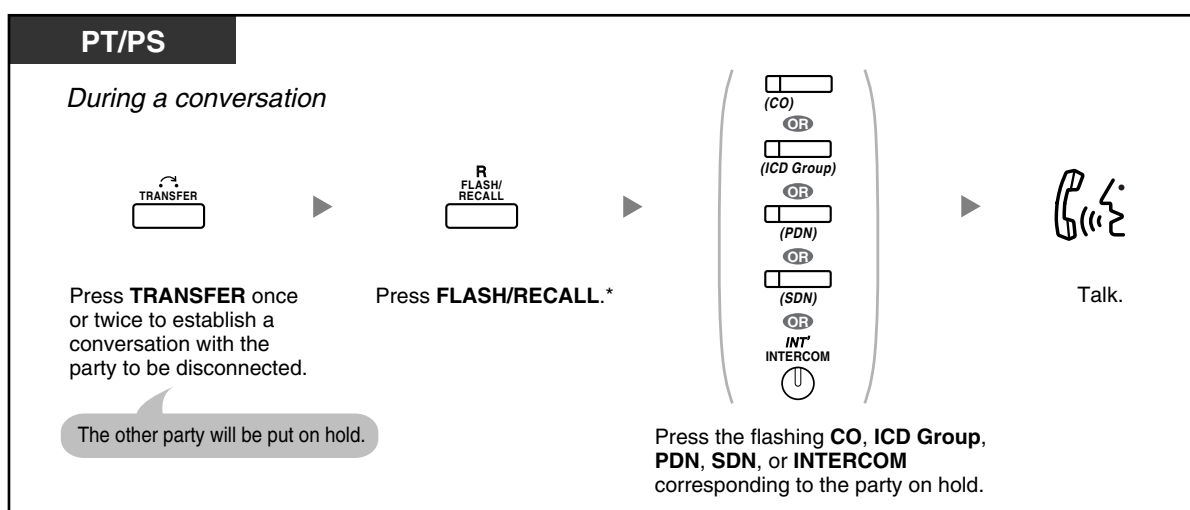 PT/PS
During a conversation
TRANSFER
R
FLASH/
RECALL
(CO)
OR
(ICD Group)
OR
(PDN)
OR
(SDN)
OR
INT'
INTERCOM
Press TRANSFER once
or twice to establish a
conversation with the
party to be disconnected.
The other party will be put on hold.
Press FLASH/RECALL.*
Press the flashing CO, ICD Group,
PDN, SDN, or INTERCOM
corresponding to the party on hold.
Talk.